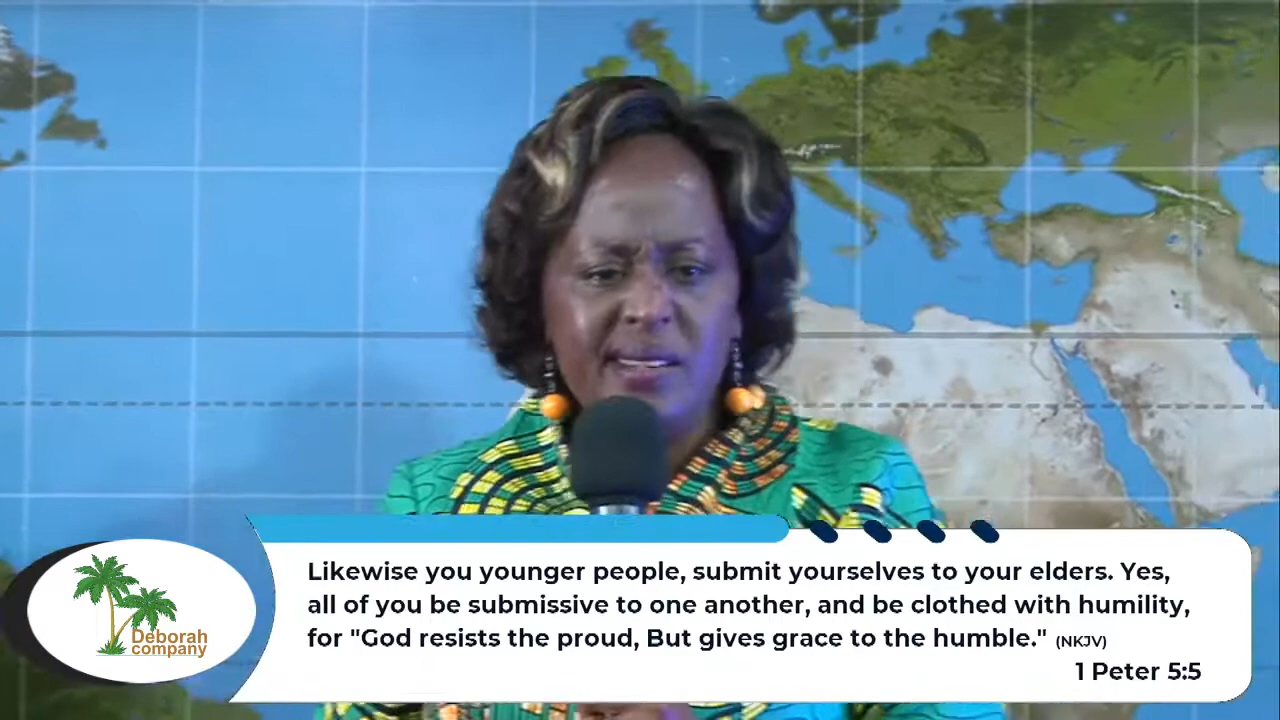 Likewise you younger people, submit yourselves to your elders. Yes,
all of you be submissive to one another, and be clothed with humility,
for "God resists the proud, But gives grace to the humble." (NKJV)
1 Peter 5:5
Deborah
company